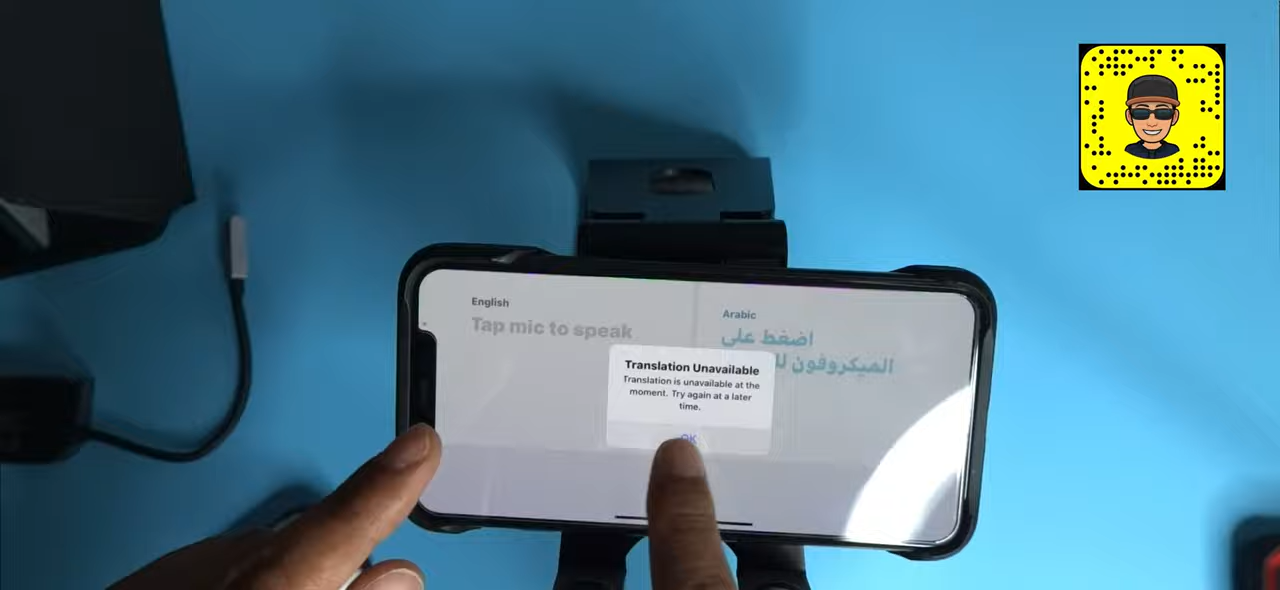 English
Tap mic to speak
Arabic
اضغط على
الميكروفون
Translation Unavailable
Translation is unavailable at the
moment. Try again at a later
time.
OK